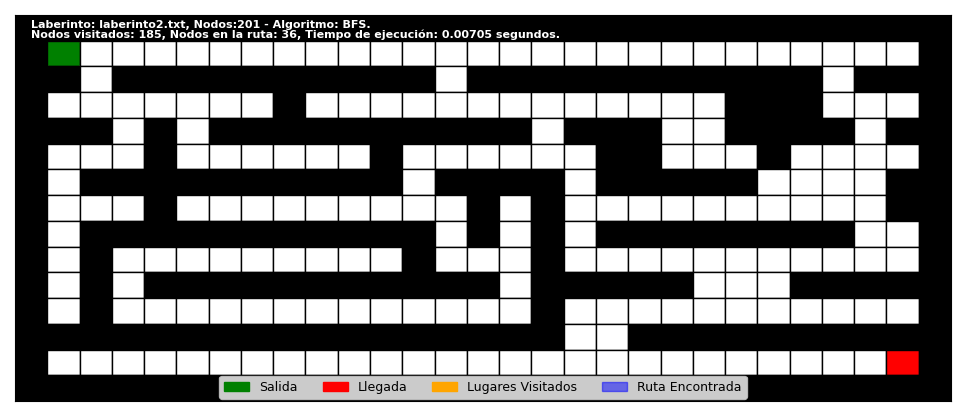 Laberinto: laberinto2.txt, Nodos:201 - Algoritmo: BFS.
Nodos visitados: 185, Nodos en la ruta: 36, Tiempo de ejecución: 0.00705 segundos.
Salida Llegada Lugares Visitados Ruta Encontrada